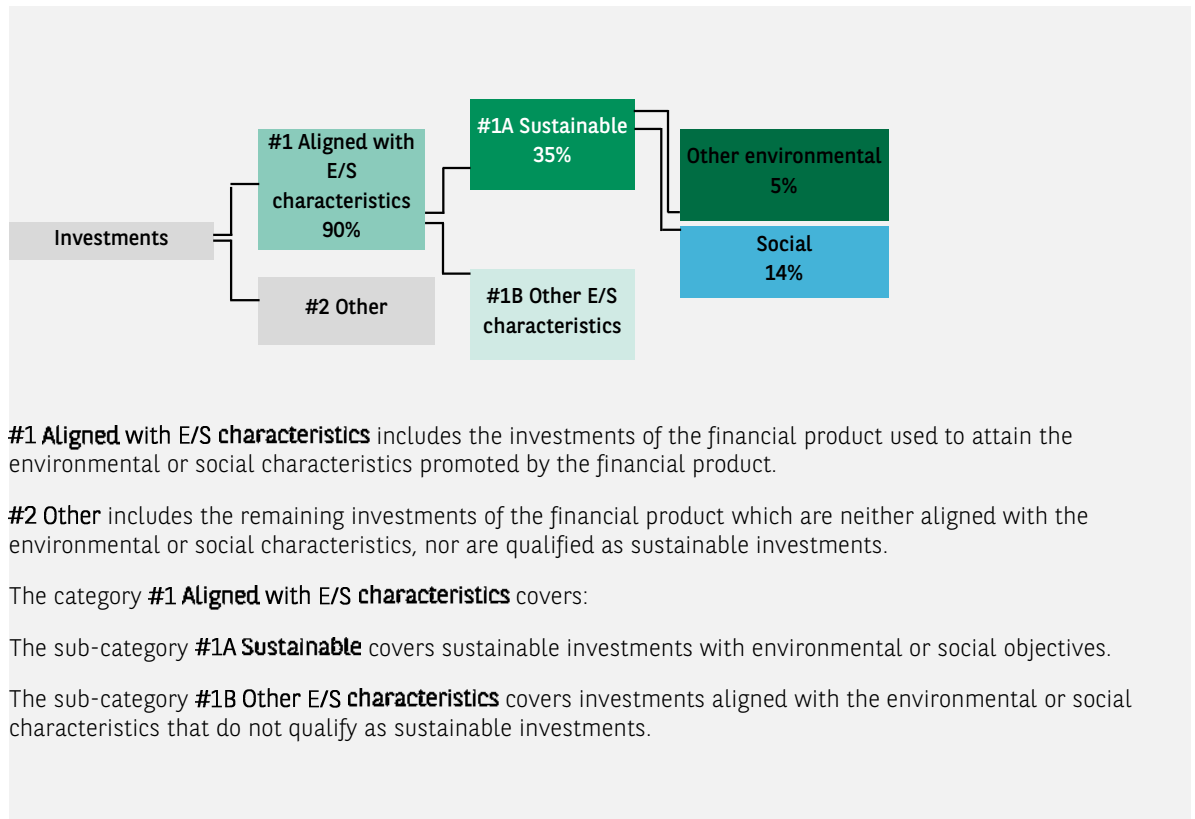 #1A Sustainable
35%
#1 Aligned with
E/S
characteristics
90%
Other environmental
5%
Investments
Social
14%
#2 Other
#1B Other E/S
characteristics
#1 Aligned with E/S characteristics includes the investments of the financial product used to attain the
environmental or social characteristics promoted by the financial product.
#2 Other includes the remaining investments of the financial product which are neither aligned with the
environmental or social characteristics, nor are qualified as sustainable investments.
The category #1 Aligned with E/S characteristics covers:
The sub-category #1A Sustainable covers sustainable investments with environmental or social objectives.
The sub-category #1B Other E/S characteristics covers investments aligned with the environmental or social
characteristics that do not qualify as sustainable investments.